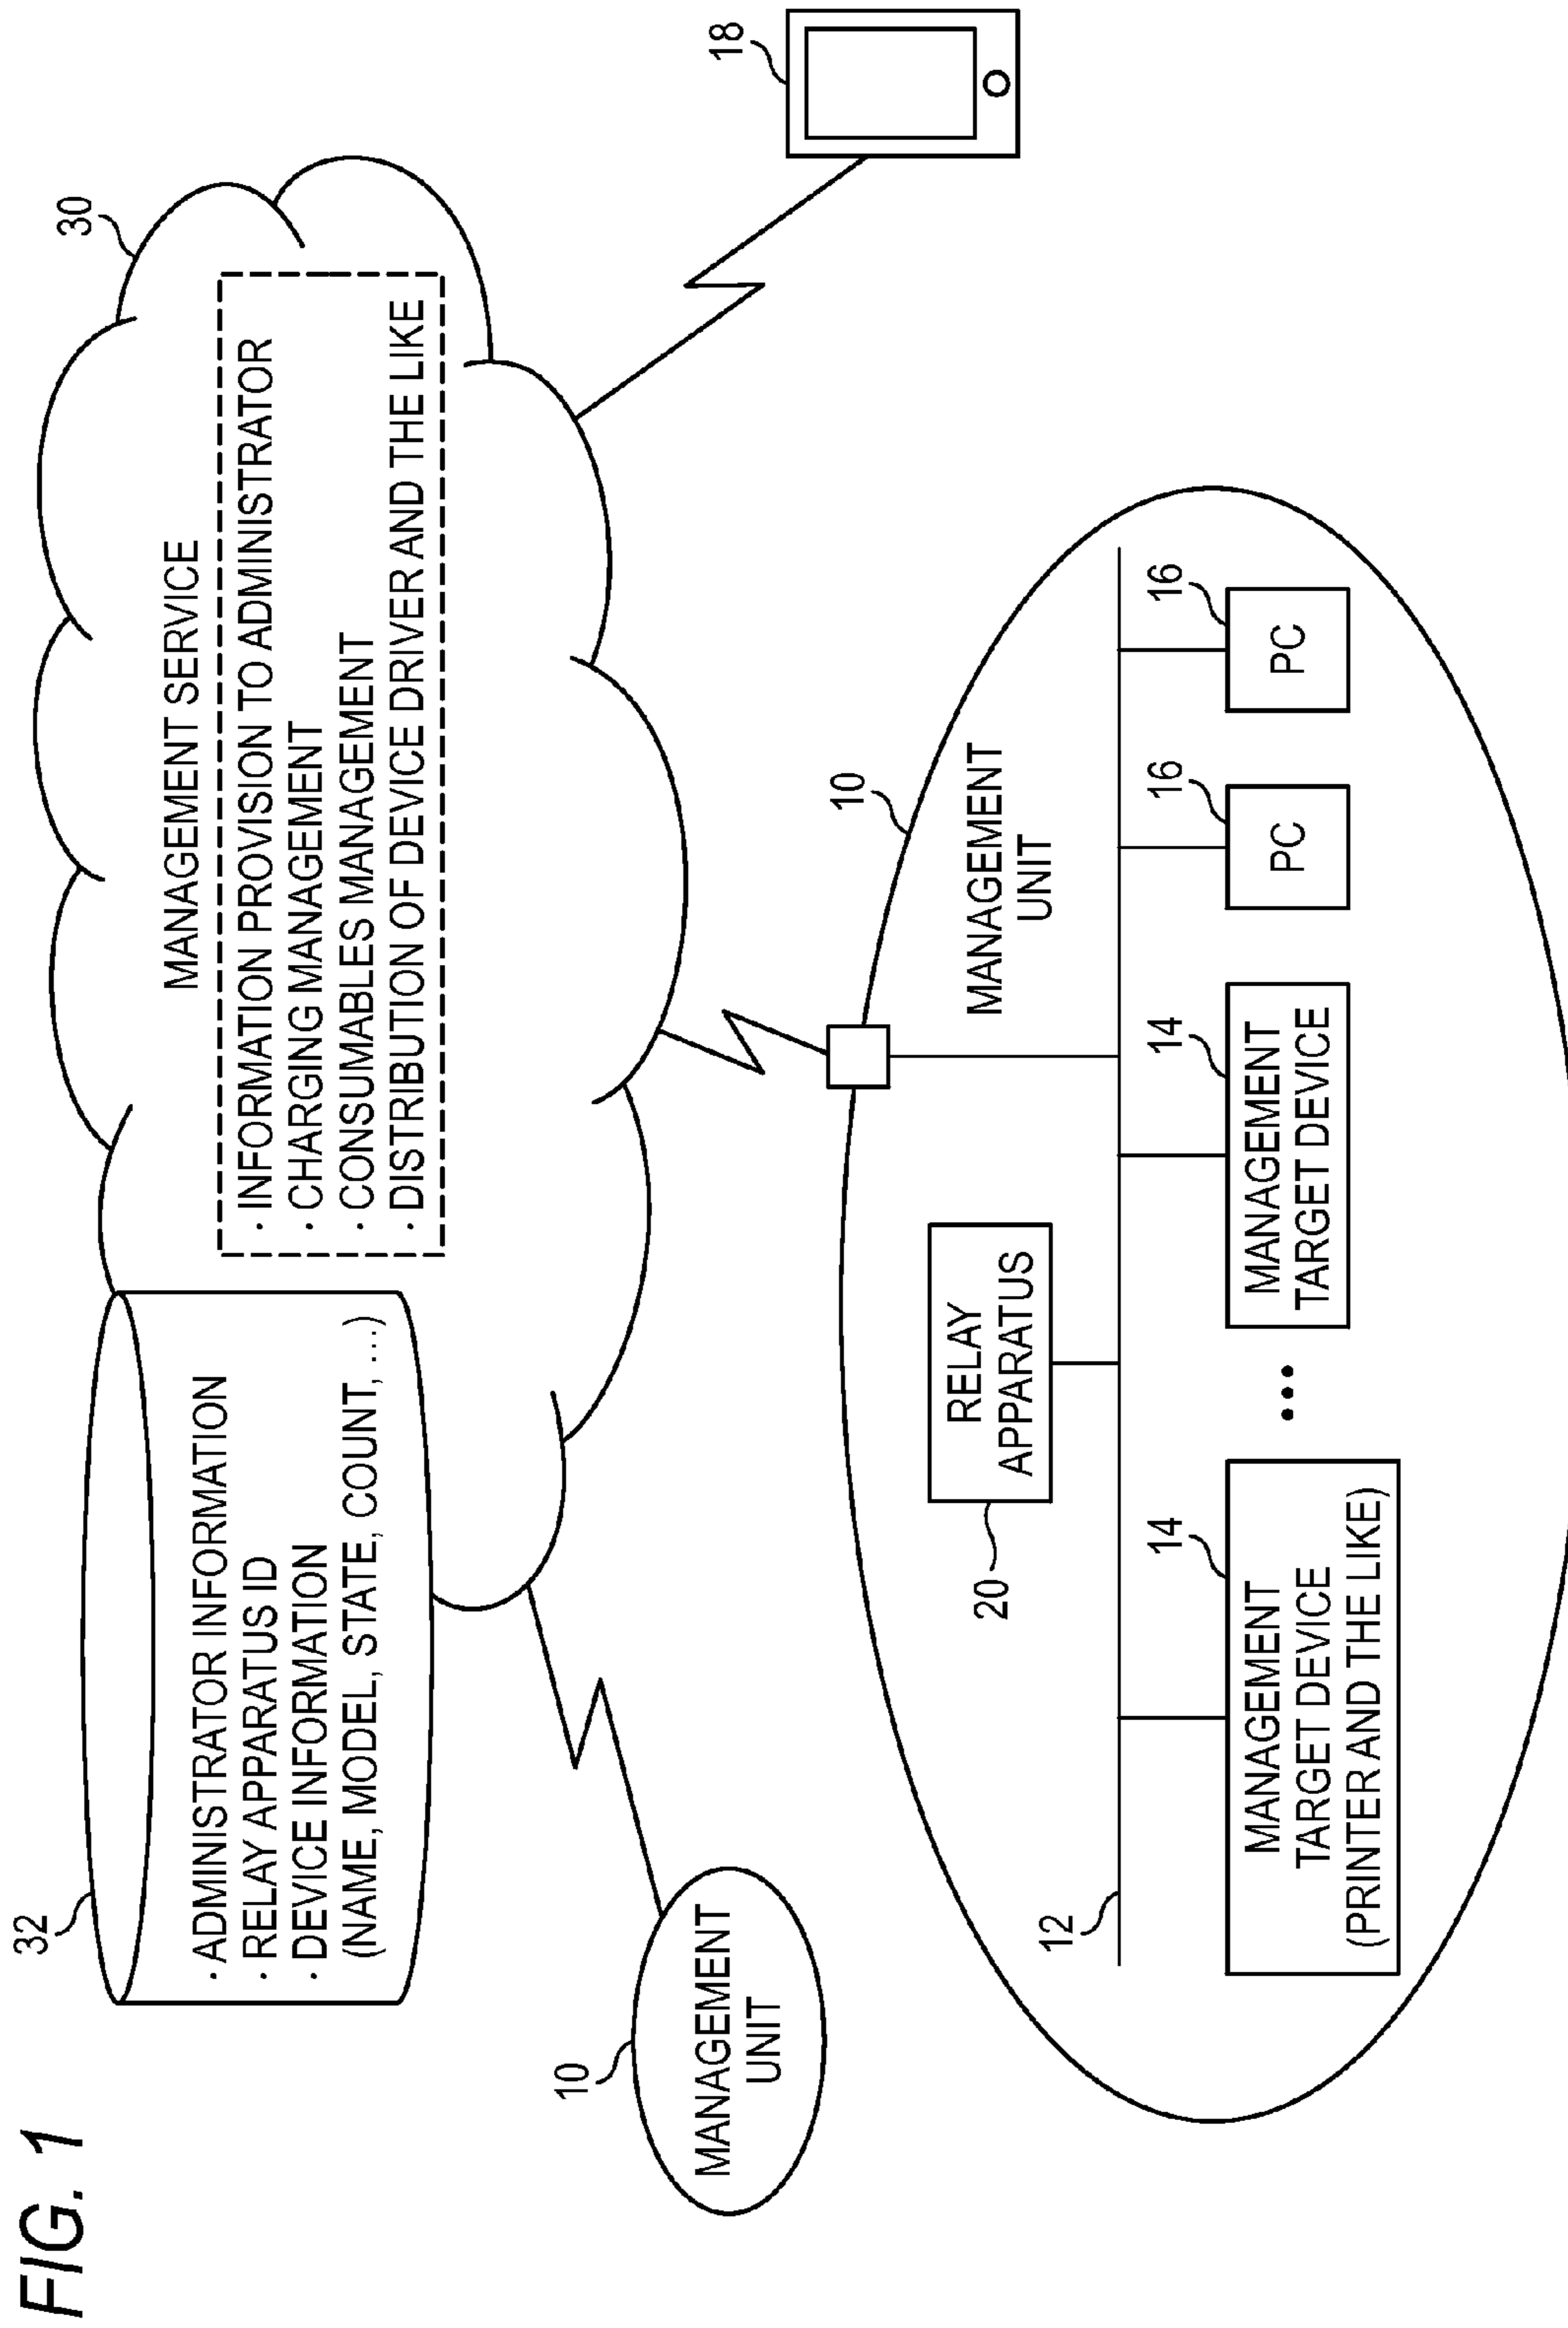 FIG. 1
32
· ADMINISTRATOR INFORMATION
· RELAY APPARATUS ID
· DEVICE INFORMATION
(NAME, MODEL, STATE, COUNT, ...)
30
MANAGEMENT SERVICE
· INFORMATION PROVISION TO ADMINISTRATOR
· CHARGING MANAGEMENT
· CONSUMABLES MANAGEMENT
· DISTRIBUTION OF DEVICE DRIVER AND THE LIKE
18
10
MANAGEMENT
UNIT
10
MANAGEMENT
UNIT
20
RELAY
APPARATUS
12
14
MANAGEMENT
TARGET DEVICE
(PRINTER AND THE LIKE)
•••
14
MANAGEMENT
TARGET DEVICE
16
PC
16
PC